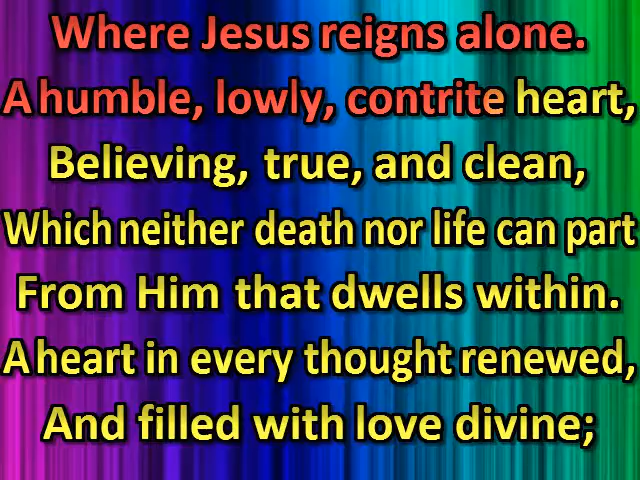 Where Jesus reigns alone.
A humble, lowly, contrite heart,
Believing, true, and clean,
Which neither death nor life can part
From Him that dwells within.
A heart in every thought renewed,
And filled with love divine;